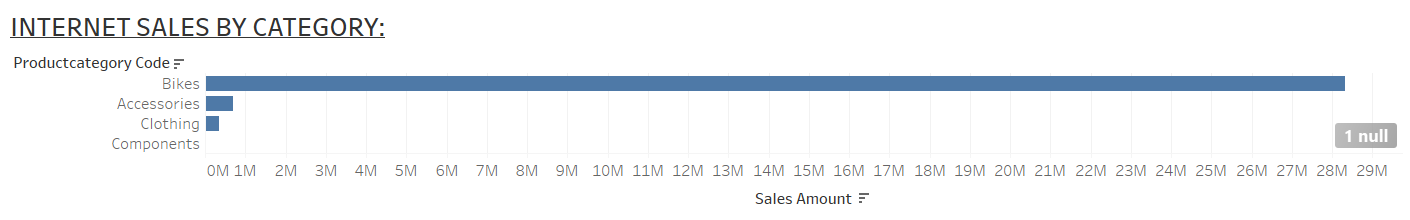 INTERNET SALES BY CATEGORY:
Productcategory Code
Bikes
Accessories
Clothing
Components
1 null
0M 1M 2M 3M 4M 5M 6M 7M 8M 9M 10M 11M 12M 13M 14M 15M 16M 17M 18M 19M 20M 21M 22M 23M 24M 25M 26M 27M 28M 29M
Sales Amount